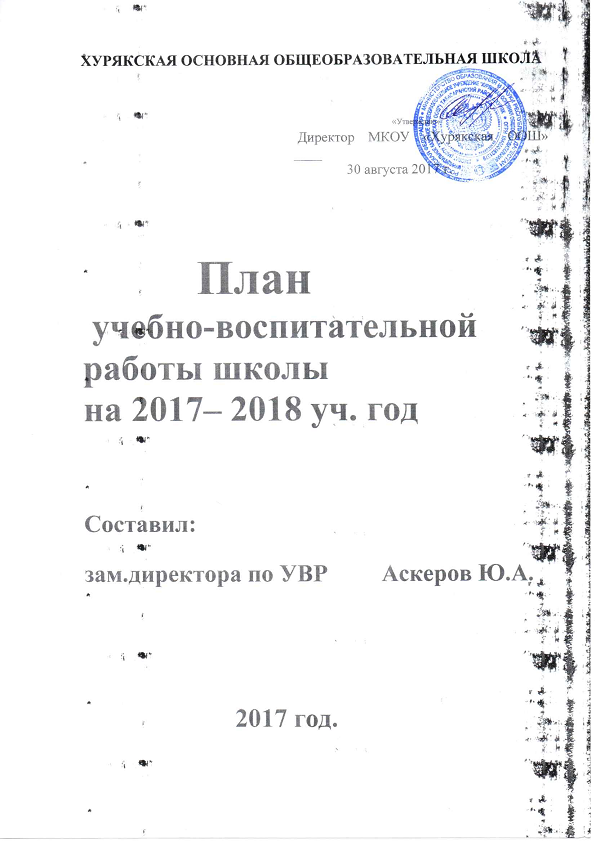 ХУРЯКСКАЯ ОСНОВНАЯ ОБЩЕОБРАЗОВАТЕЛЬНАЯ ШКОЛА
Директор МКОУ «Хурякская ООШ»
30 августа 2017 г.
План
учебно-воспитательной
работы школы
на 2017– 2018 уч. год
Составил:
зам.директора по УВР Аскеров Ю.А.
2017 год.